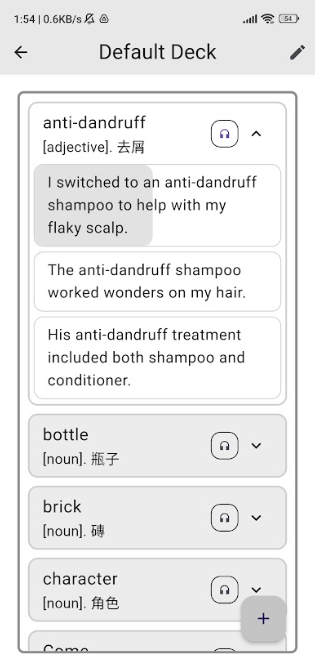 1:54 | 0.6KB/s 54
Default Deck
anti-dandruff
[adjective]. 去屑
I switched to an anti-dandruff
shampoo to help with my
flaky scalp.
The anti-dandruff shampoo
worked wonders on my hair.
His anti-dandruff treatment
included both shampoo and
conditioner.
bottle
[noun]. 瓶子
brick
[noun]. 磚
character
[noun]. 角色
+